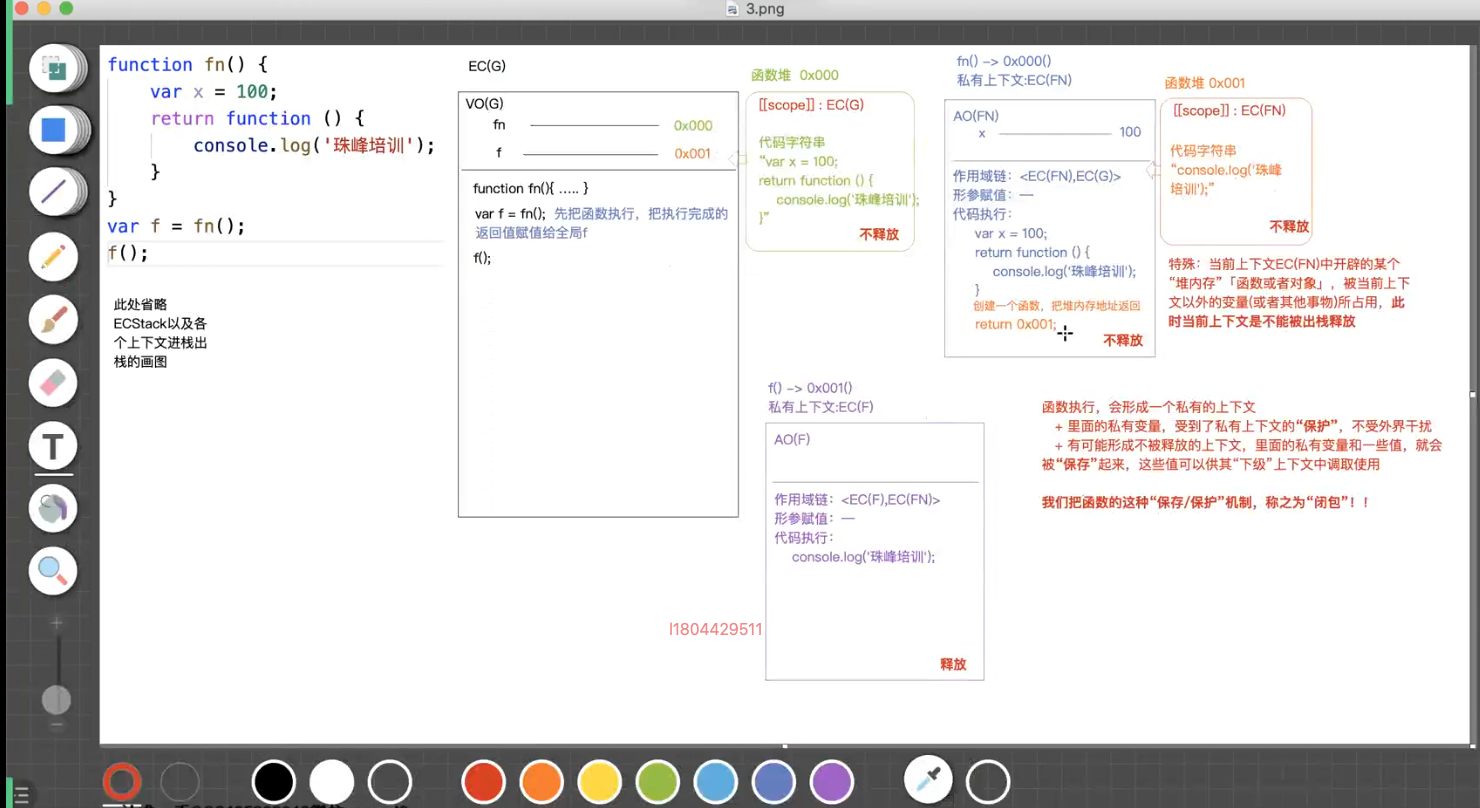 3.png
function fn() {
var x = 100;
return function () {
console.log('珠峰培训');
}
}
var f = fn();
f();
此处省略
ECStack以及各
个上下文进栈出
栈的画图
EC(G)
VO(G)
fn 0x000
f 0x001
function fn(){ ..... }
var f = fn(); 先把函数执行，把执行完成的
返回值赋值给全局f
f();
函数堆 0x000
[[scope]] : EC(G)
代码字符串
“var x = 100;
return function () {
console.log('珠峰培训');
}”
不释放
fn() -> 0x000()
私有上下文:EC(FN)
AO(FN)
x 100
作用域链：<EC(FN),EC(G)>
形参赋值：—
代码执行：
var x = 100;
return function () {
console.log('珠峰培训');
}
创建一个函数，把堆内存地址返回
return 0x001;
不释放
函数堆 0x001
[[scope]] : EC(FN)
代码字符串
“console.log('珠峰
培训');”
不释放
特殊：当前上下文EC(FN)中开辟的某个
“堆内存”「函数或者对象」，被当前上下
文以外的变量(或者其他事物)所占用，此
时当前上下文是不能被出栈释放
f() -> 0x001()
私有上下文:EC(F)
AO(F)
作用域链：<EC(F),EC(FN)>
形参赋值：—
代码执行：
console.log('珠峰培训');
释放
函数执行，会形成一个私有的上下文
+ 里面的私有变量，受到了私有上下文的“保护”，不受外界干扰
+ 有可能形成不被释放的上下文，里面的私有变量和一些值，就会
被“保存”起来，这些值可以供其“下级”上下文中调取使用
我们把函数的这种“保存/保护”机制，称之为“闭包”！！
l1804429511
T